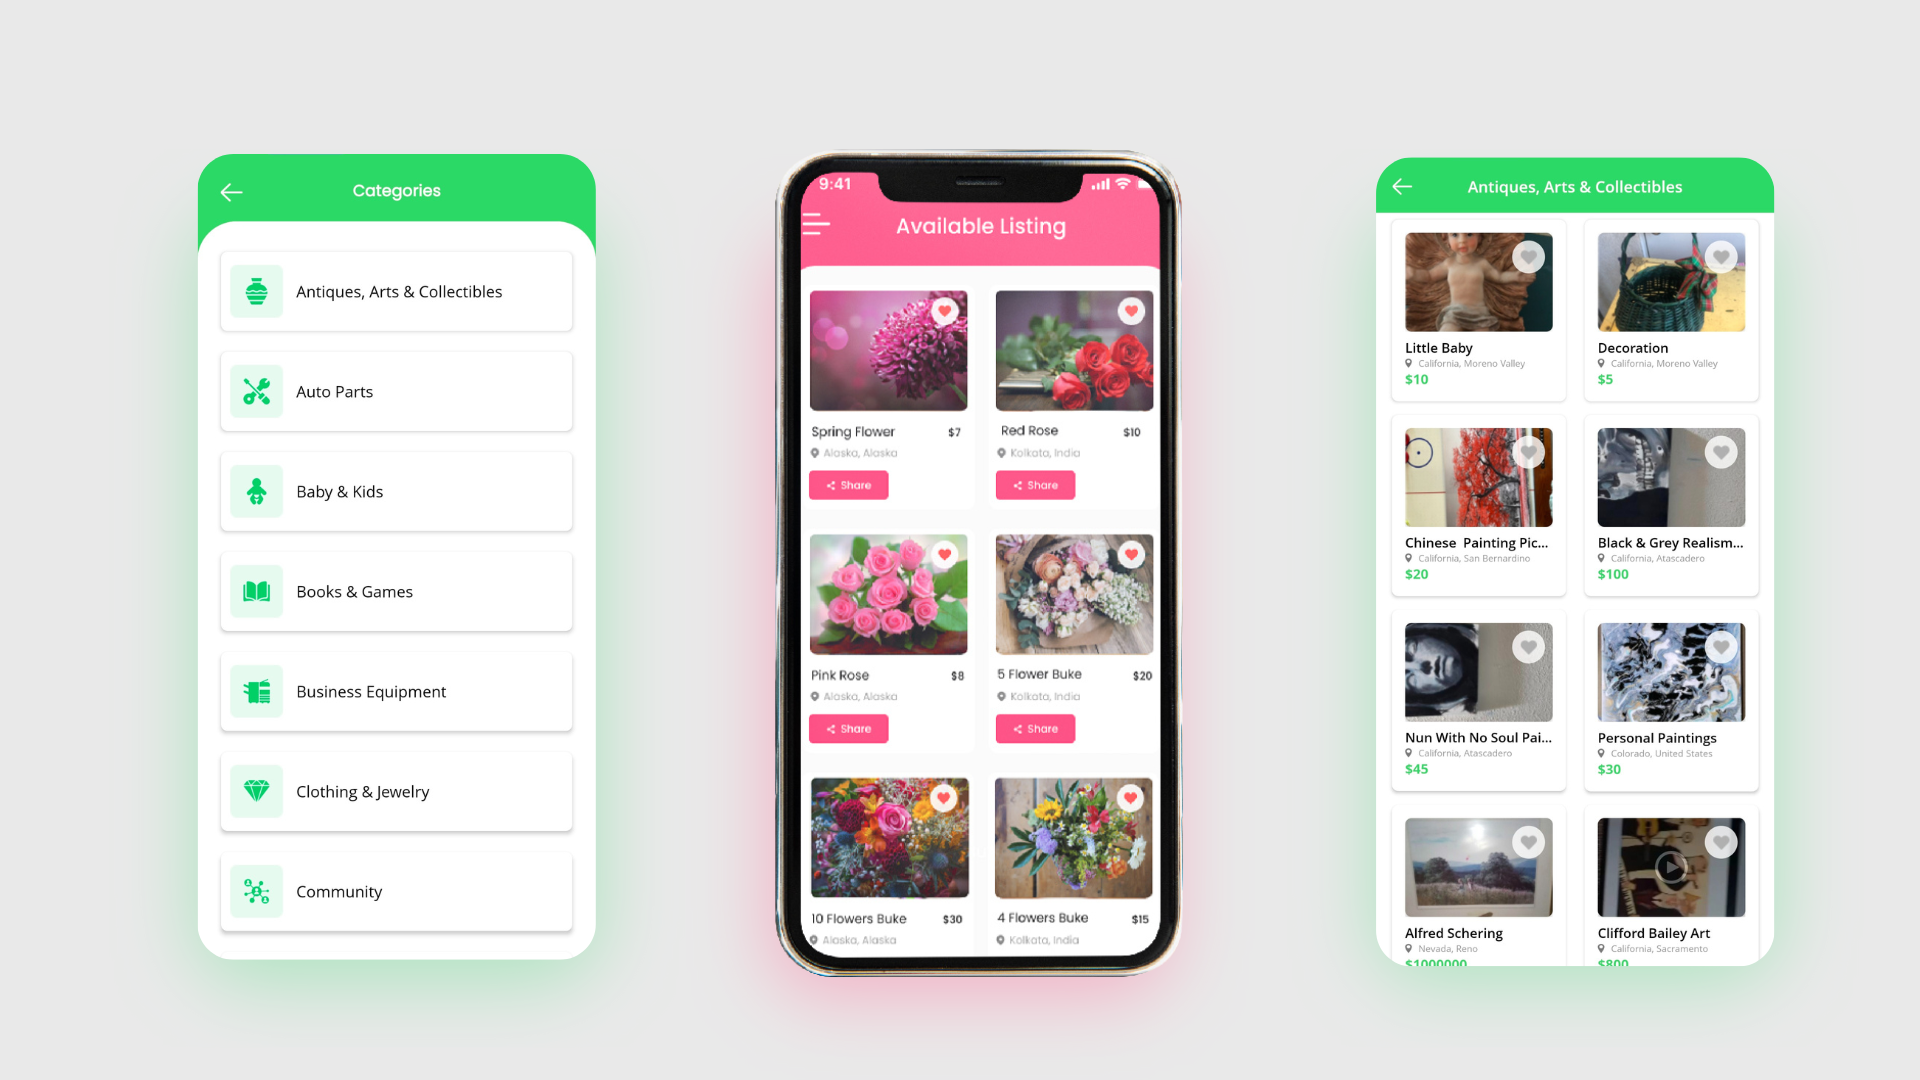 Categories
Antiques, Arts & Collectibles
Auto Parts
Baby & Kids
Books & Games
Business Equipment
Clothing & Jewelry
Community
9:41
Available Listing
Spring Flower $7
Alaska, Alaska
Share
Red Rose $10
Kolkata, India
Share
Pink Rose $8
Alaska, Alaska
Share
5 Flower Buke $20
Kolkata, India
Share
10 Flowers Buke $30
Alaska, Alaska
4 Flowers Buke $15
Kolkata, India
Antiques, Arts & Collectibles
Little Baby
California, Moreno Valley
$10
Decoration
California, Moreno Valley
$5
Chinese Painting Pic...
California, San Bernardino
$20
Black & Grey Realism...
California, Atascadero
$100
Nun With No Soul Pai...
California, Atascadero
$45
Personal Paintings
Colorado, United States
$30
Alfred Schering
Nevada, Reno
$1000000
Clifford Bailey Art
California, Sacramento
$800